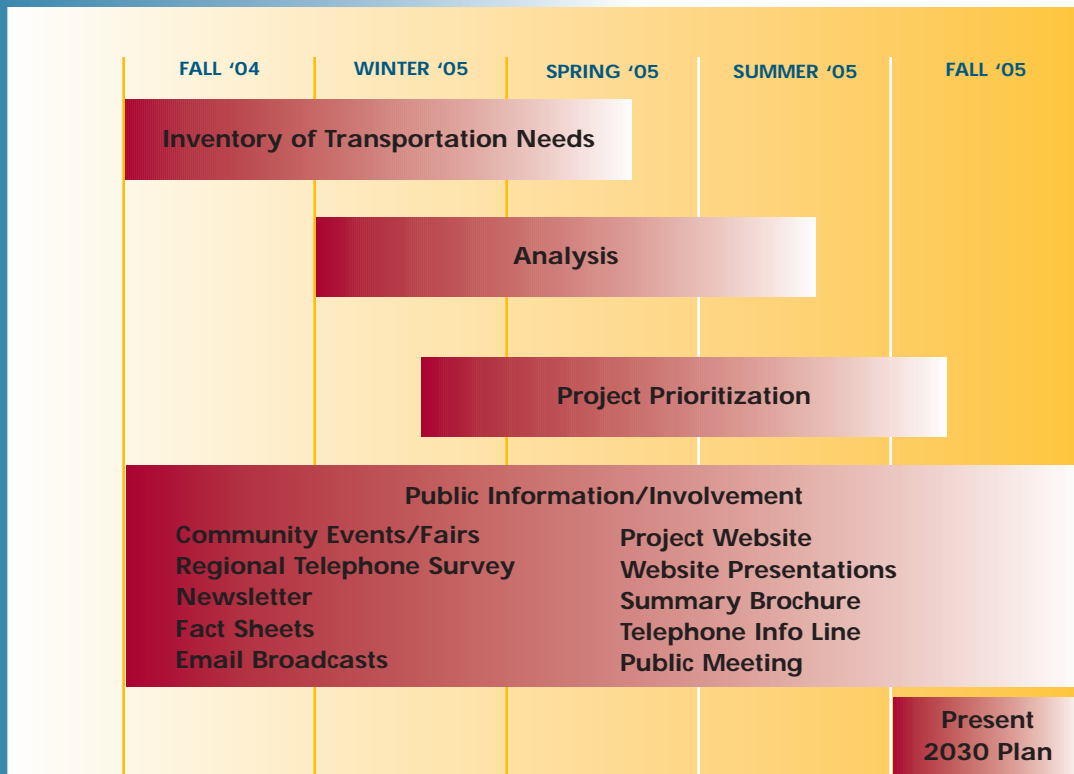 FALL ‘04
WINTER ‘05
SPRING ‘05
SUMMER ‘05
FALL ‘05
Inventory of Transportation Needs
Analysis
Project Prioritization
Public Information/Involvement
Community Events/Fairs
Regional Telephone Survey
Newsletter
Fact Sheets
Email Broadcasts
Project Website
Website Presentations
Summary Brochure
Telephone Info Line
Public Meeting
Present
2030 Plan